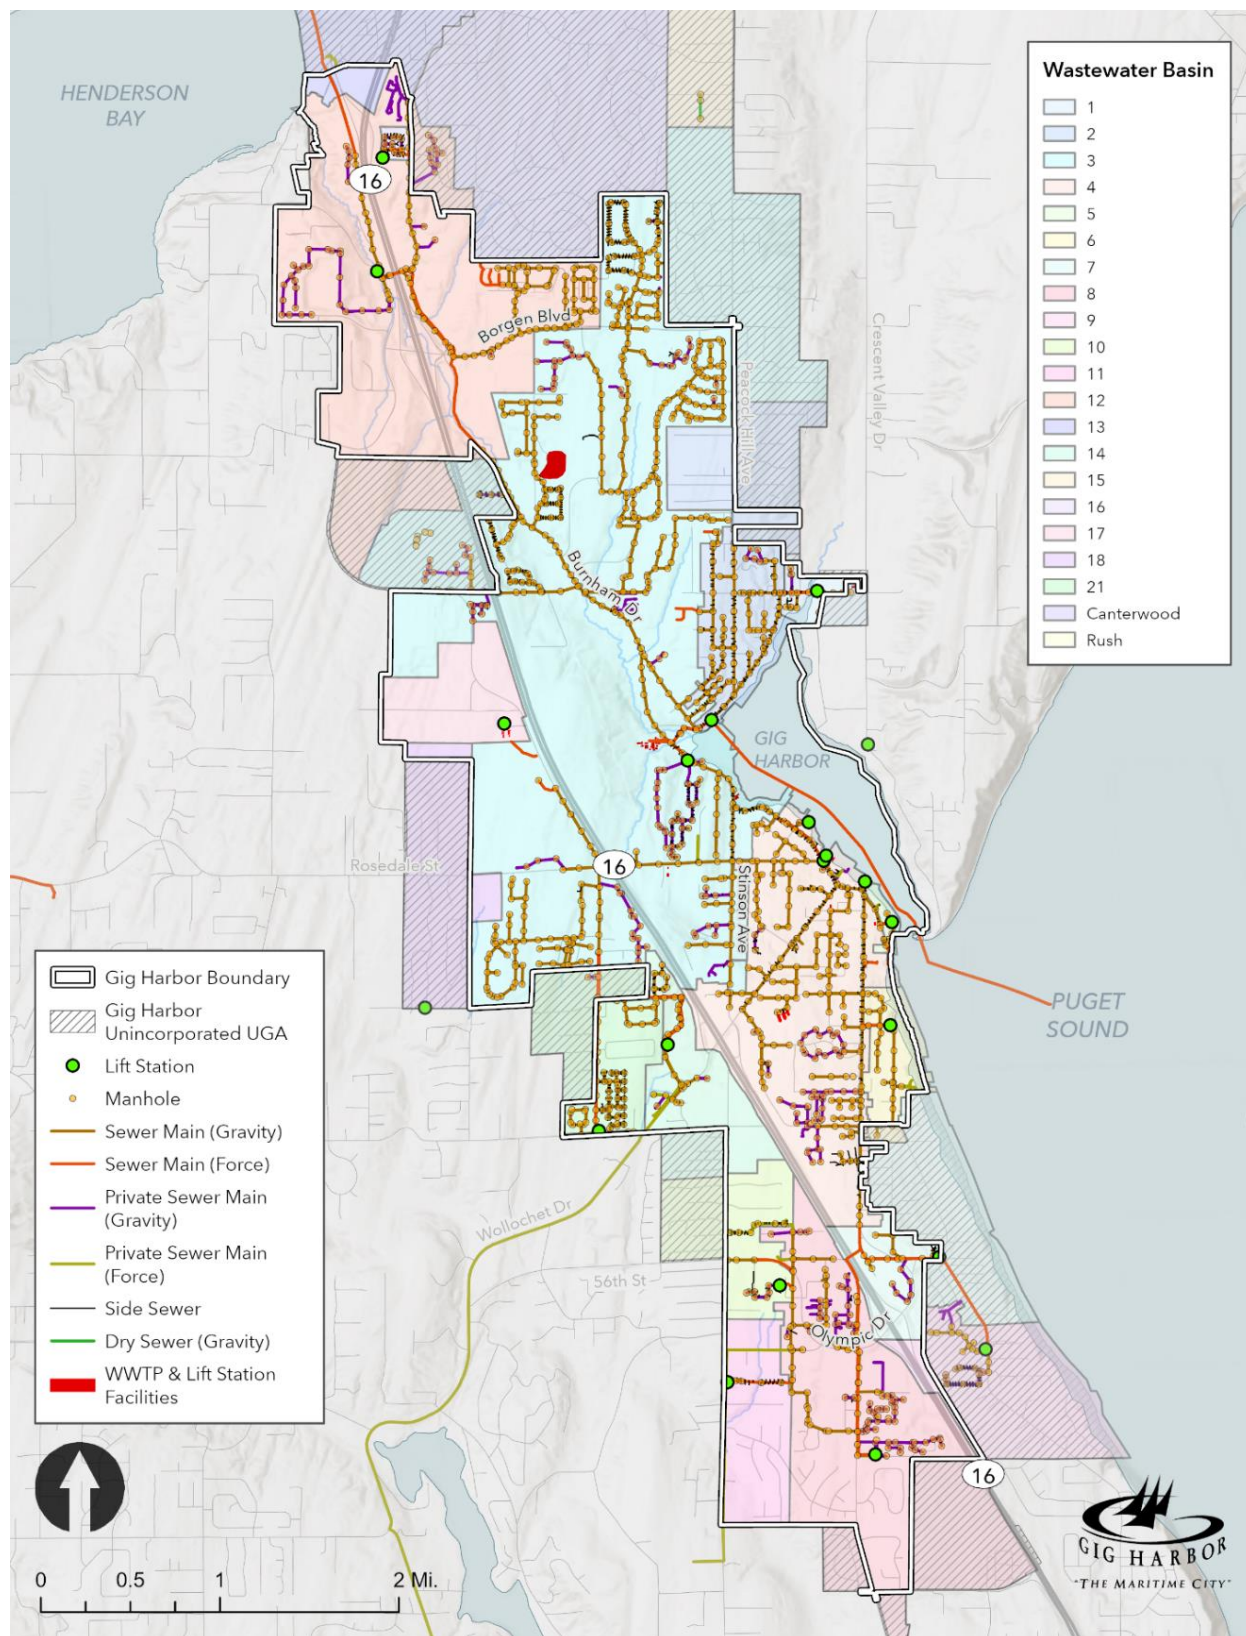 HENDERSON
BAY
16
Borgen Blvd
Crescent Valley Dr
Peacock Hill Ave
Burnham Dr
GIG
HARBOR
Rosedale St
16
Stinson Ave
PUGET
SOUND
Wollochet Dr
56th St
Olympic Dr
16
Wastewater Basin
1
2
3
4
5
6
7
8
9
10
11
12
13
14
15
16
17
18
21
Canterwood
Rush
Gig Harbor Boundary
Gig Harbor
Unincorporated UGA
Lift Station
Manhole
Sewer Main (Gravity)
Sewer Main (Force)
Private Sewer Main
(Gravity)
Private Sewer Main
(Force)
Side Sewer
Dry Sewer (Gravity)
WWTP & Lift Station
Facilities
0 0.5 1 2 Mi.
GIG HARBOR
"THE MARITIME CITY"